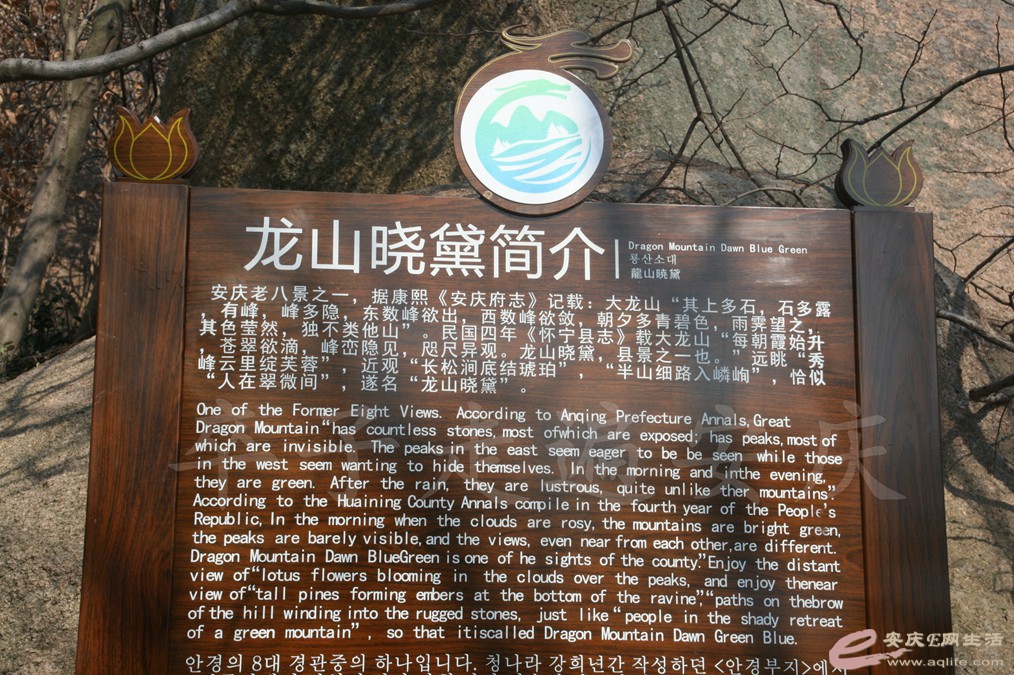 龙山晓黛简介
Dragon Mountain Dawn Blue Green
룡산소대
龍山曉黛
安庆老八景之一，据康熙《安庆府志》记载：大龙山“其上多石，石多露
，有峰，峰多隐，东数峰欲出，西数峰欲敛，朝夕多青碧色，雨霁望之，
其色莹然，独不类他山”。民国四年《怀宁县志》载大龙山“每朝霞始升
，苍翠欲滴，峰峦隐见，咫尺异观。龙山晓黛，县景之一也。”远眺“秀
峰云里绽芙蓉”，近观“长松涧底结琥珀”，“半山细路入嶙峋”，恰似
“人在翠微间”，遂名“龙山晓黛”。
One of the Former Eight Views. According to Anqing Prefecture Annals,Great
Dragon Mountain“has countless stones, most ofwhich are exposed; has peaks,most of
which are invisible. The peaks in the east seem eager to be be seen while those
in the west seem wanting to hide themselves. In the morning and inthe evening,
they are green. After the rain, they are lustrous, quite unlike ther mountains”.
According to the Huaining County Annals compile in the fourth year of the People's
Republic, In the morning when the clouds are rosy, the mountains are bright green,
the peaks are barely visible,and the views, even near from each other,are different.
Dragon Mountain Dawn BlueGreen is one of he sights of the county.”Enjoy the distant
view of“lotus flowers blooming in the clouds over the peaks, and enjoy thenear
view of“tall pines forming embers at the bottom of the ravine”,“paths on thebrow
of the hill winding into the rugged stones, just like“people in the shady retreat
of a green mountain”, so that itiscalled Dragon Mountain Dawn Green Blue.
안경의 8대 경관중의 하나입니다. 청나라 강희년간 작성하던 <안경부지>에서
安庆E网生活
www.aqlife.com